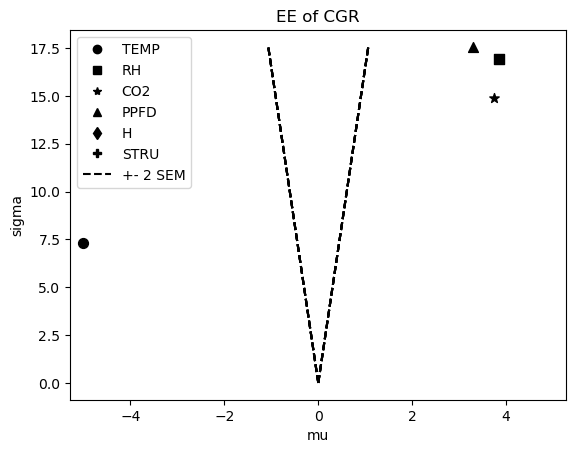 EE of CGR
TEMP
RH
CO2
PPFD
H
STRU
+- 2 SEM
17.5
15.0
12.5
10.0
7.5
5.0
2.5
0.0
sigma
−4
−2
0
2
4
mu